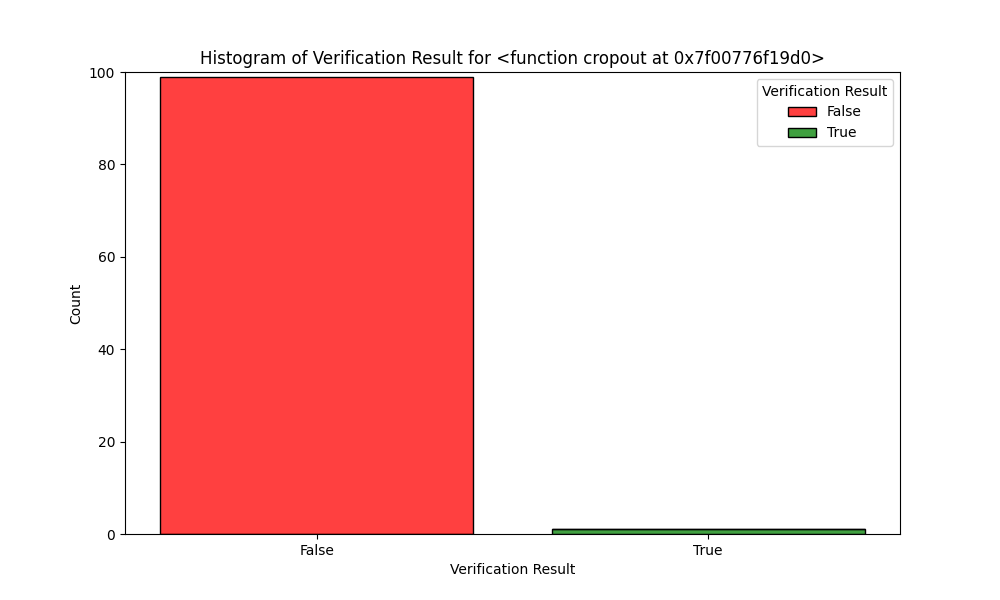 Histogram of Verification Result for <function cropout at 0x7f00776f19d0>
Verification Result
False
True
100
80
60
40
20
0
Count
False
True
Verification Result